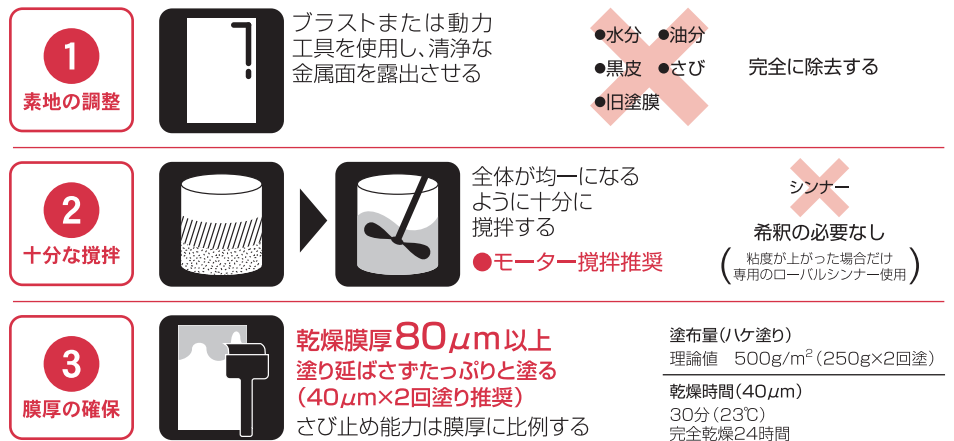 1
素地の調整
ブラストまたは動力
工具を使用し、清浄な
金属面を露出させる
●水分 ●油分
●黒皮 ●さび
●旧塗膜
完全に除去する
2
十分な撹拌
全体が均一になる
ように十分に
撹拌する
●モーター撹拌推奨
シンナー
希釈の必要なし
(粘度が上がった場合だけ
専用のローバルシンナー使用)
3
膜厚の確保
乾燥膜厚80μm以上
塗り延ばさずたっぷりと塗る
(40μm×2回塗り推奨)
さび止め能力は膜厚に比例する
塗布量(ハケ塗り)
理論値 500g/m²(250g×2回塗)
乾燥時間(40μm)
30分(23℃)
完全乾燥24時間